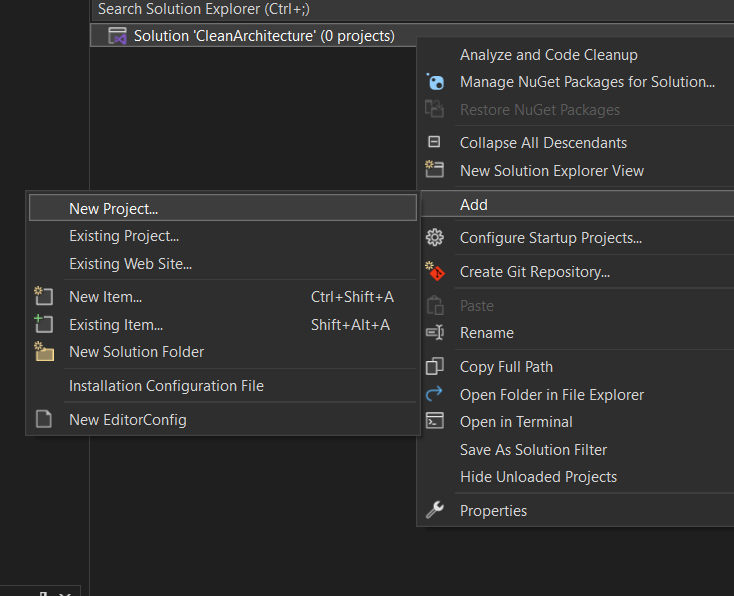 Search Solution Explorer (Ctrl+;)
Solution 'CleanArchitecture' (0 projects)
Analyze and Code Cleanup
Manage NuGet Packages for Solution...
Restore NuGet Packages
Collapse All Descendants
New Solution Explorer View
Add
Configure Startup Projects...
Create Git Repository...
Paste
Rename
Copy Full Path
Open Folder in File Explorer
Open in Terminal
Save As Solution Filter
Hide Unloaded Projects
Properties
New Project...
Existing Project...
Existing Web Site...
New Item... Ctrl+Shift+A
Existing Item... Shift+Alt+A
New Solution Folder
Installation Configuration File
New EditorConfig